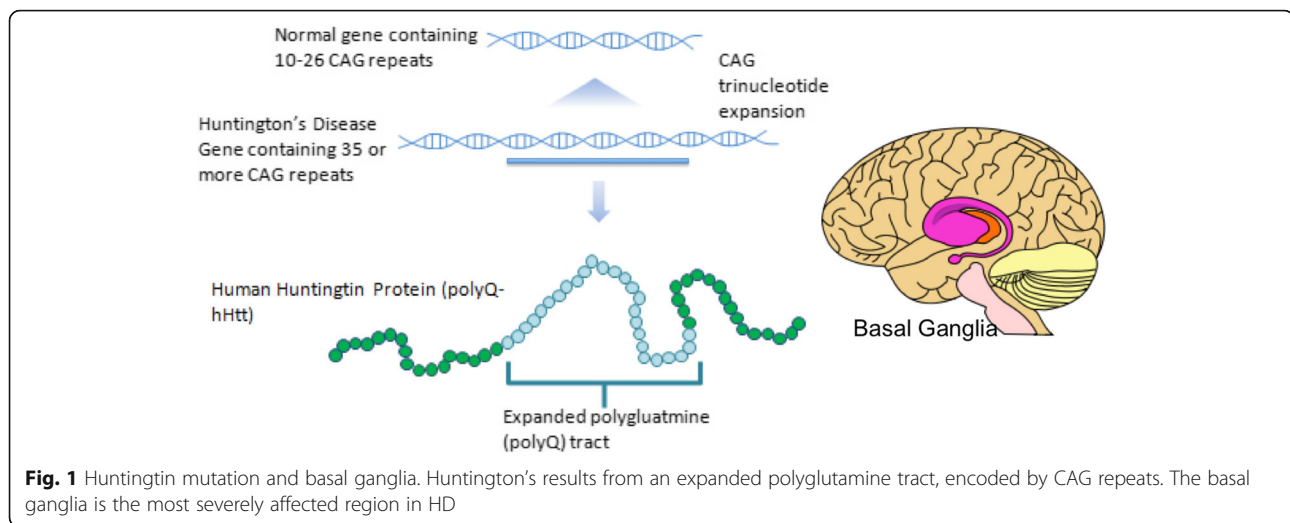 Normal gene containing
10-26 CAG repeats
CAG
trinucleotide
expansion
Huntington's Disease
Gene containing 35 or
more CAG repeats
Human Huntingtin Protein (polyQ-
hHtt)
Basal Ganglia
Expanded polygluatmine
(polyQ) tract
Fig. 1 Huntingtin mutation and basal ganglia. Huntington's results from an expanded polyglutamine tract, encoded by CAG repeats. The basal
ganglia is the most severely affected region in HD